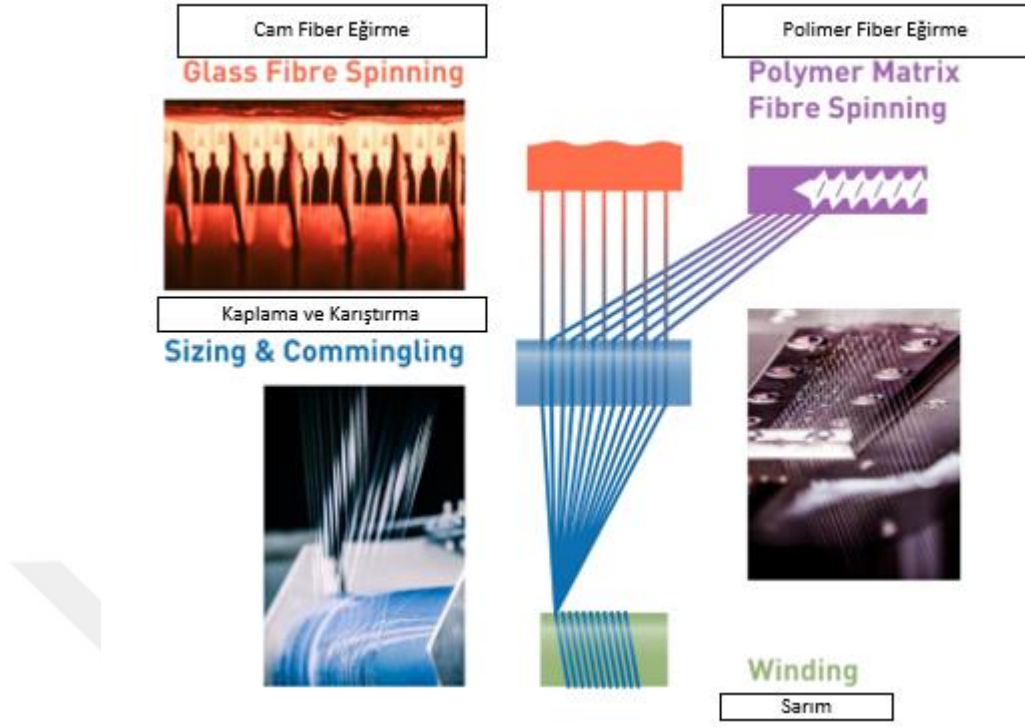 Cam Fiber Eğirme
Glass Fibre Spinning
Polimer Fiber Eğirme
Polymer Matrix
Fibre Spinning
Kaplama ve Karıştırma
Sizing & Commingling
Winding
Sarım